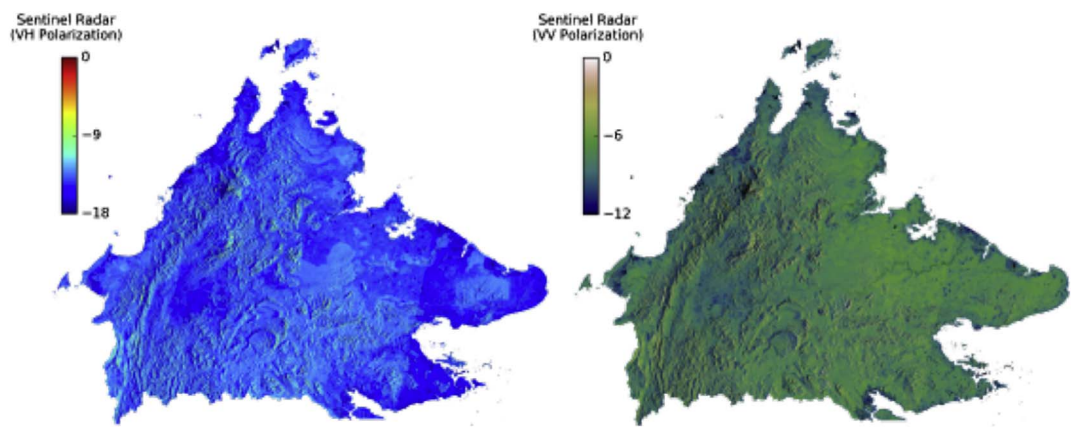 Sentinel Radar
(VH Polarization)
0
−9
−18
Sentinel Radar
(VV Polarization)
0
−6
−12